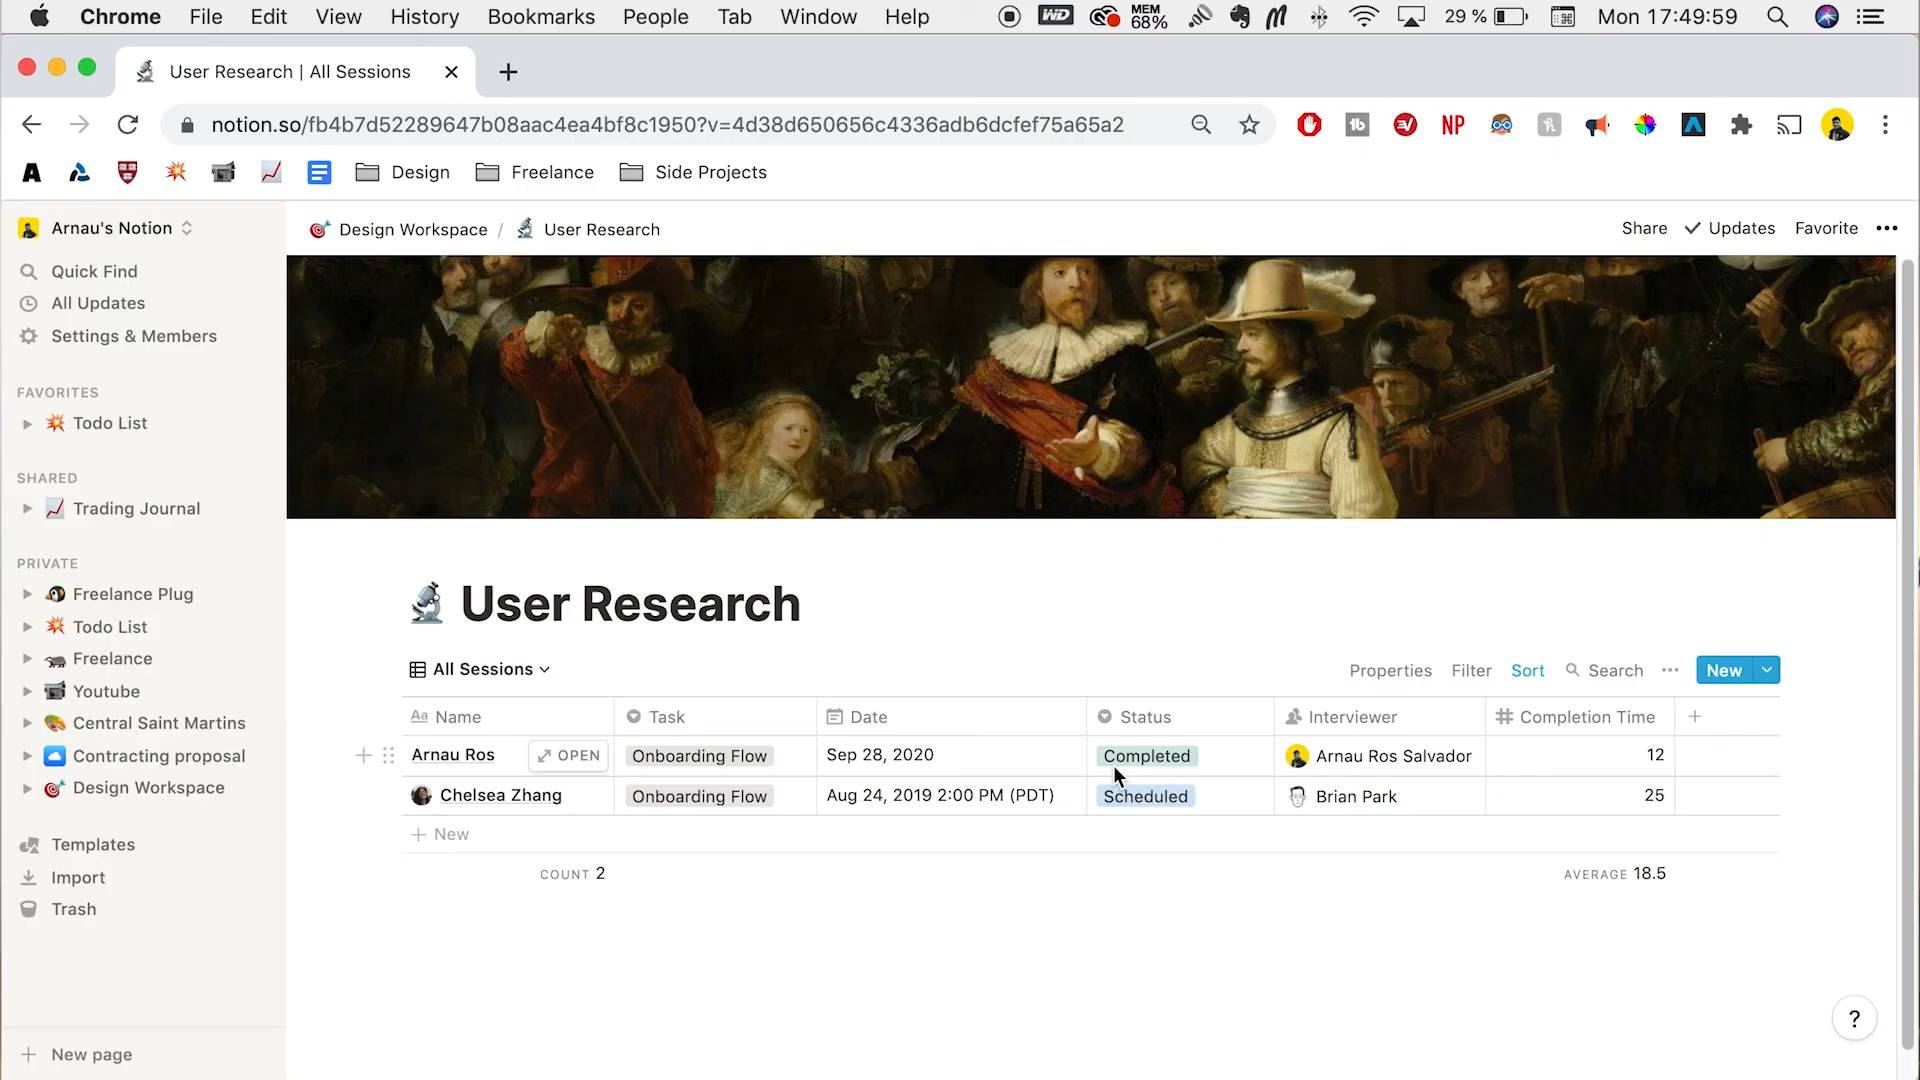 Chrome File Edit View History Bookmarks People Tab Window Help WD MEM 68% 29 % Mon 17:49:59
User Research | All Sessions
notion.so/fb4b7d52289647b08aac4ea4bf8c1950?v=4d38d650656c4336adb6dcfef75a65a2 NP
Design Freelance Side Projects
Arnau's Notion
Design Workspace / User Research
Share Updates Favorite
Quick Find
All Updates
Settings & Members
FAVORITES
Todo List
SHARED
Trading Journal
PRIVATE
Freelance Plug
Todo List
Freelance
Youtube
Central Saint Martins
Contracting proposal
Design Workspace
Templates
Import
Trash
New page
User Research
All Sessions
Properties Filter Sort Search New
Aa Name Task Date Status Interviewer Completion Time
Arnau Ros OPEN Onboarding Flow Sep 28, 2020 Completed Arnau Ros Salvador 12
Chelsea Zhang Onboarding Flow Aug 24, 2019 2:00 PM (PDT) Scheduled Brian Park 25
New
COUNT 2 AVERAGE 18.5
?